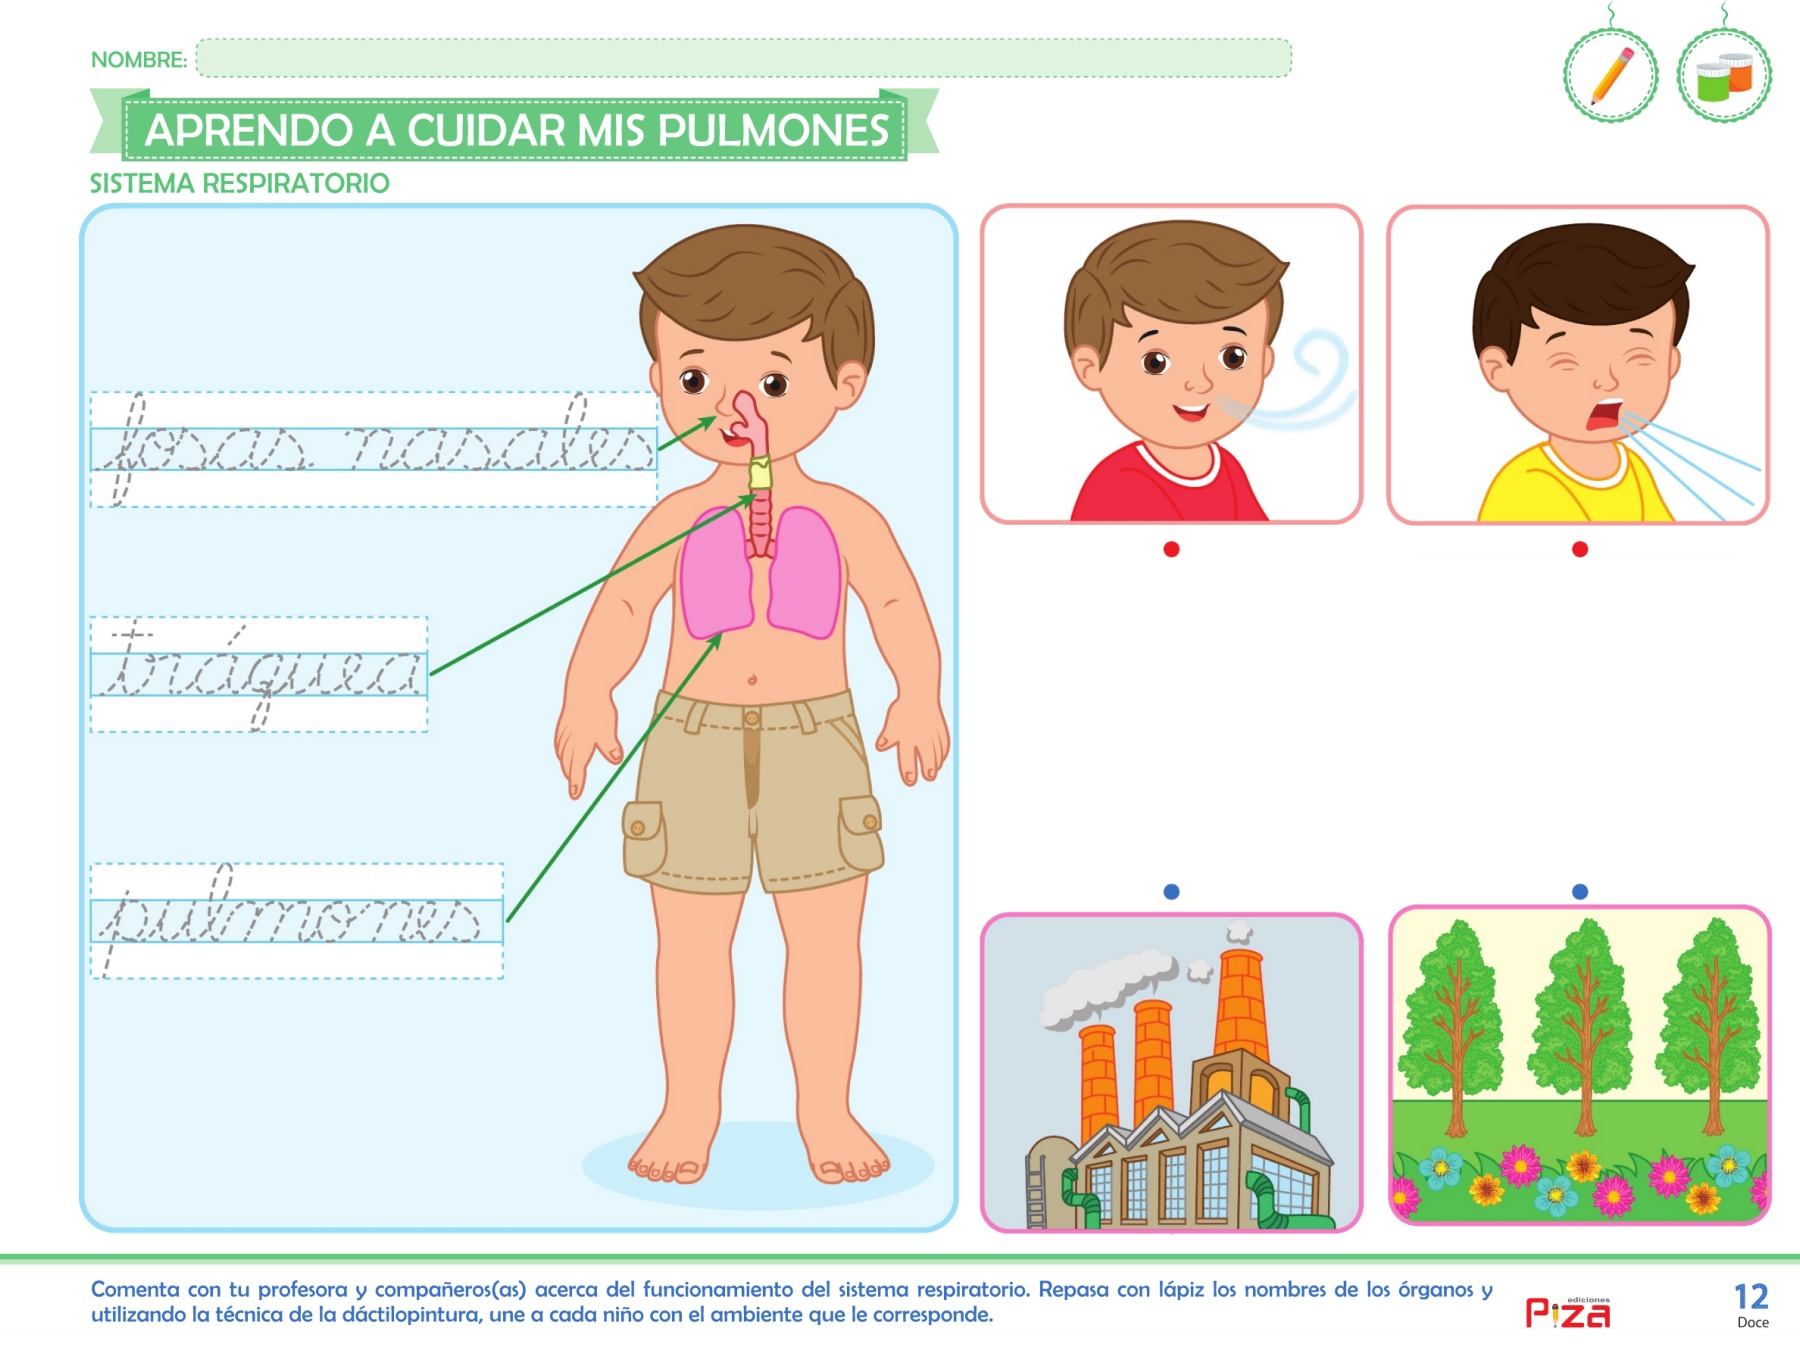 NOMBRE:
APRENDO A CUIDAR MIS PULMONES
SISTEMA RESPIRATORIO
fosas nasales
tráquea
pulmones
Comenta con tu profesora y compañeros(as) acerca del funcionamiento del sistema respiratorio. Repasa con lápiz los nombres de los órganos y
utilizando la técnica de la dáctilopintura, une a cada niño con el ambiente que le corresponde.
ediciones
Piza
12
Doce